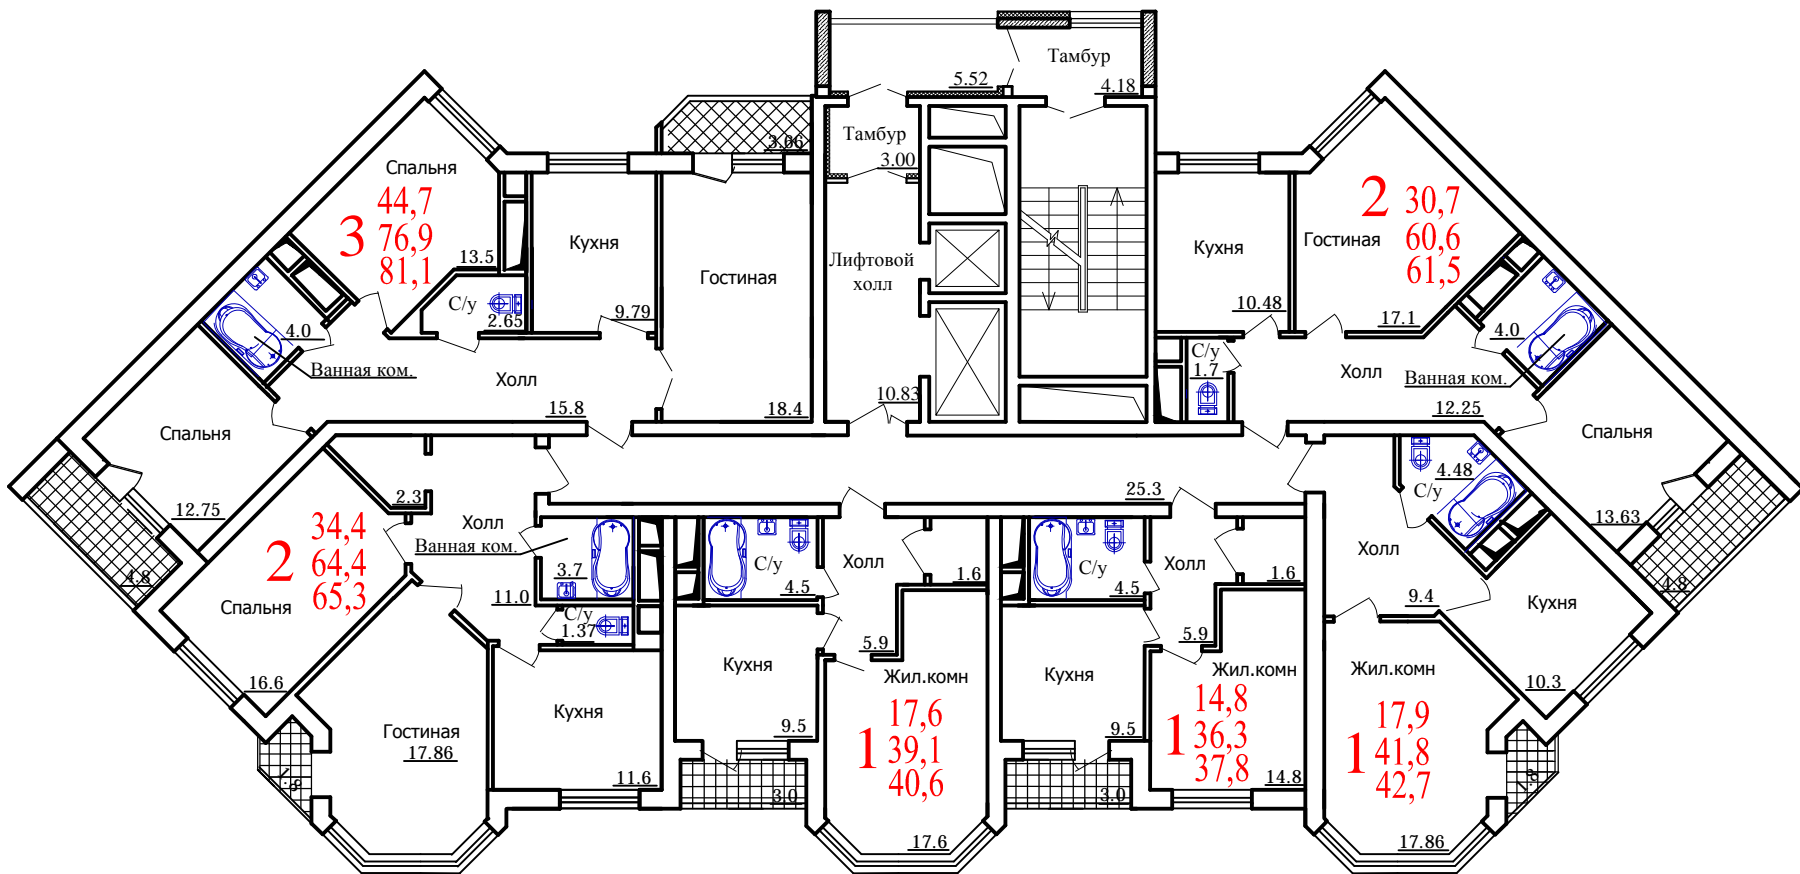 Тамбур
5.52
4.18
Тамбур
3.00
3.66
Спальня
44,7
3
76,9
81,1
13.5
Кухня
9.79
Гостиная
18.4
С/у
2.65
4.0
Ванная ком.
Холл
15.8
Лифтовой
холл
10.83
Кухня
10.48
2
30,7
Гостиная
60,6
61,5
17.1
С/у
1.7
Холл
12.25
4.0
Ванная ком.
Спальня
13.63
4.8
Спальня
12.75
4.8
2.3
34,4
2
64,4
65,3
Спальня
16.6
Холл
Ванная ком.
3.7
11.0
С/у
1.37
Гостиная
17.86
1.8
Кухня
11.6
25.3
С/у
4.5
Холл
1.6
5.9
Кухня
9.5
3.0
Жил.комн
17,6
1
39,1
40,6
17.6
С/у
4.5
Холл
1.6
5.9
Кухня
9.5
3.0
Жил.комн
14,8
1
36,3
37,8
14.8
4.48
С/у
Холл
9.4
Кухня
10.3
Жил.комн
17,9
1
41,8
42,7
17.86
1.8